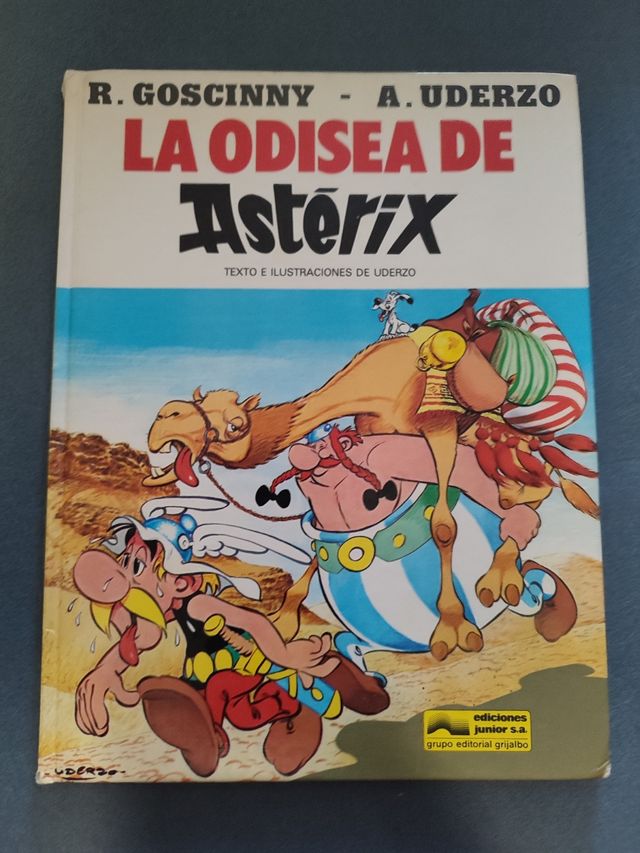 R. GOSCINNY - A. UDERZO
LA ODISEA DE
Astérix
TEXTO E ILUSTRACIONES DE UDERZO
ediciones
junior s.a.
grupo editorial grijalbo
- UDERZO -